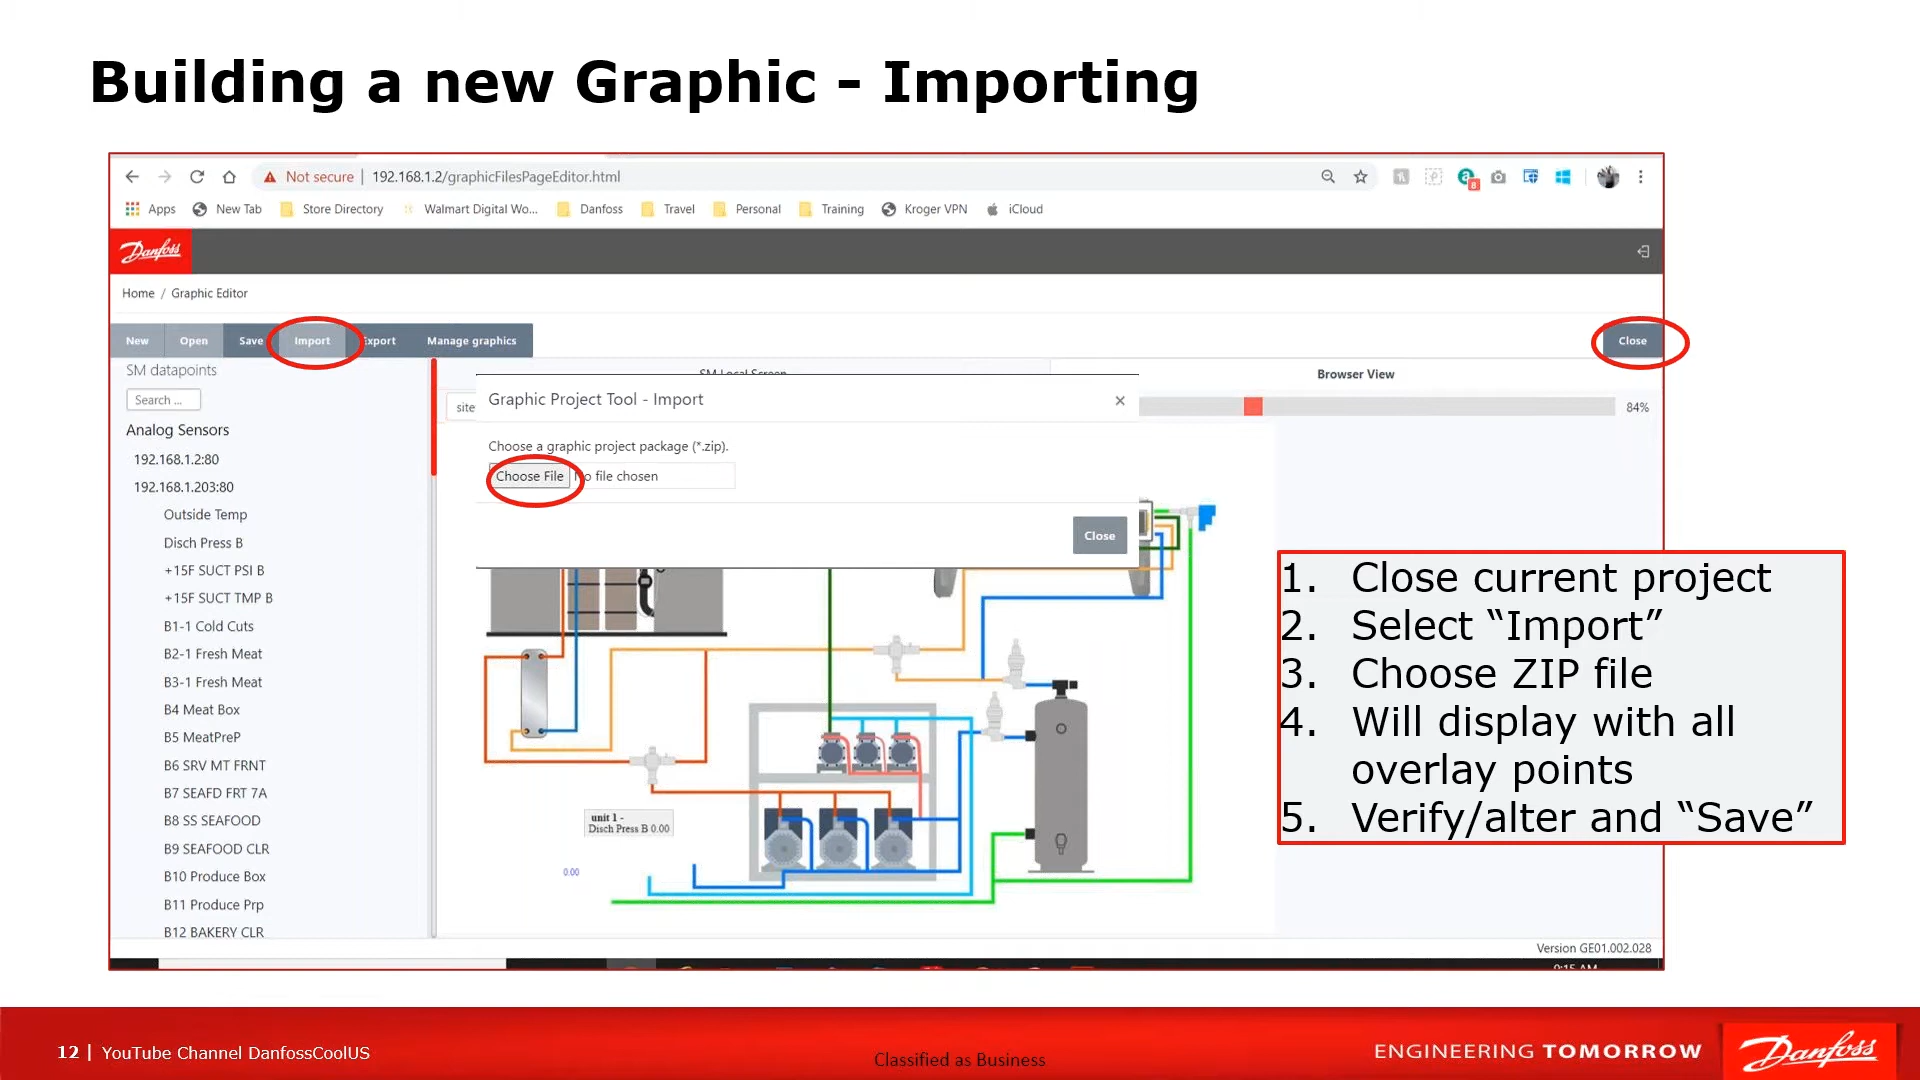 Building a new Graphic - Importing
Not secure | 192.168.1.2/graphicFilesPageEditor.html
8
Apps New Tab Store Directory Walmart Digital Wo... Danfoss Travel Personal Training Kroger VPN iCloud
Danfoss
Home / Graphic Editor
New Open Save Import Export Manage graphics Close
SM datapoints
SM Local Screen
Browser View
Search ...
site
Graphic Project Tool - Import
84%
Analog Sensors
Choose a graphic project package (*.zip).
192.168.1.2:80
Choose File No file chosen
192.168.1.203:80
Outside Temp
Close
Disch Press B
+15F SUCT PSI B
+15F SUCT TMP B
B1-1 Cold Cuts
B2-1 Fresh Meat
B3-1 Fresh Meat
B4 Meat Box
B5 MeatPreP
B6 SRV MT FRNT
B7 SEAFD FRT 7A
B8 SS SEAFOOD
B9 SEAFOOD CLR
B10 Produce Box
B11 Produce Prp
B12 BAKERY CLR
unit 1 -
Disch Press B 0.00
0.00
1. Close current project
2. Select “Import”
3. Choose ZIP file
4. Will display with all
overlay points
5. Verify/alter and “Save”
Version GE01.002.028
9:15 AM
12 | YouTube Channel DanfossCoolUS
Classified as Business
ENGINEERING TOMORROW
Danfoss